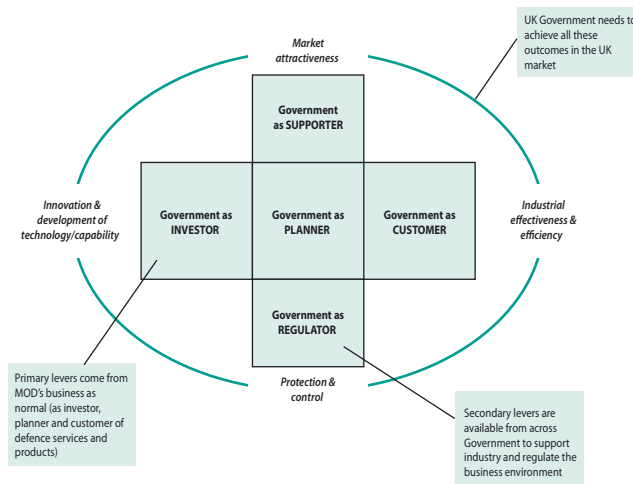 UK Government needs to
achieve all these
outcomes in the UK
market
Market
attractiveness
Government
as SUPPORTER
Innovation &
development of
technology/capability
Government as
INVESTOR
Government as
PLANNER
Government as
CUSTOMER
Industrial
effectiveness &
efficiency
Government as
REGULATOR
Protection &
control
Primary levers come from
MOD's business as
normal (as investor,
planner and customer of
defence services and
products)
Secondary levers are
available from across
Government to support
industry and regulate the
business environment